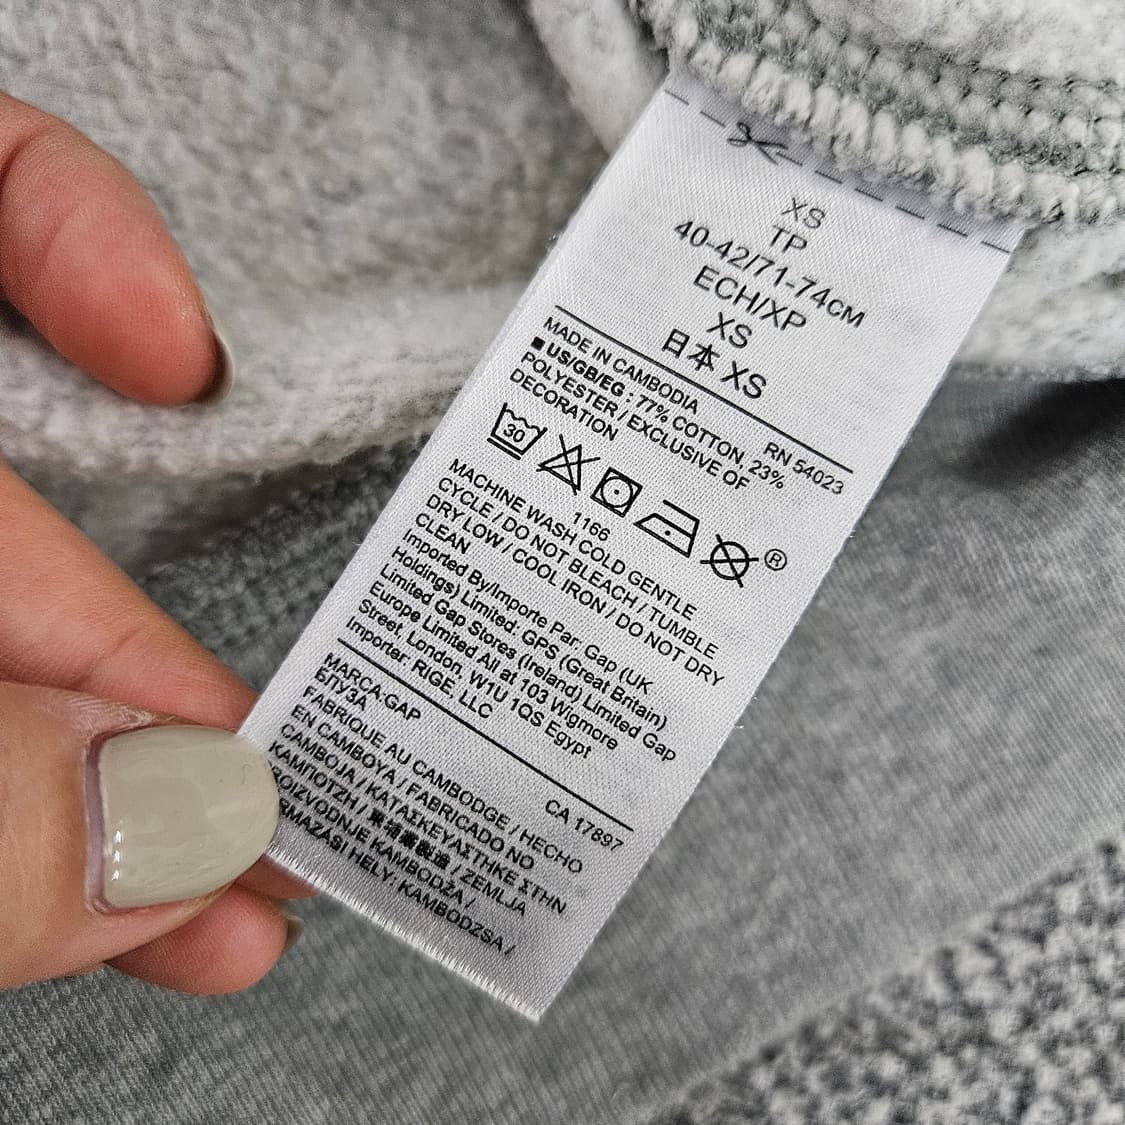 XS
TP
40-42/71-74CM
ECH/XP
XS
日本 XS
MADE IN CAMBODIA
RN 54023
■ US/GB/EG : 77% COTTON, 23%
POLYESTER / EXCLUSIVE OF
DECORATION
30
1166
®
MACHINE WASH COLD GENTLE
CYCLE / DO NOT BLEACH / TUMBLE
DRY LOW / COOL IRON / DO NOT DRY
CLEAN
Imported By/Importe Par: Gap (UK
Holdings) Limited: GPS (Great Britain)
Limited Gap Stores (Ireland) Limited Gap
Europe Limited All at 103 Wigmore
Street, London, W1U 1QS Egypt
Importer: RIGE, LLC
CA 17897
МАРСА:GAP
БЛУЗА
FABRIQUE AU CAMBODGE / HECHO
EN CAMBOYA / FABRICADO NO
CAMBOJA / ΚΑΤΑΣΚΕΥΑΣΤΗΚΕ ΣΤΗΝ
ΚΑΜΠΟΤΖΗ / 柬埔寨製造 / ZEMLJA
ROIZVODNJE KAMBODŽA /
RMAZÁSI HELY: KAMBODZSA /